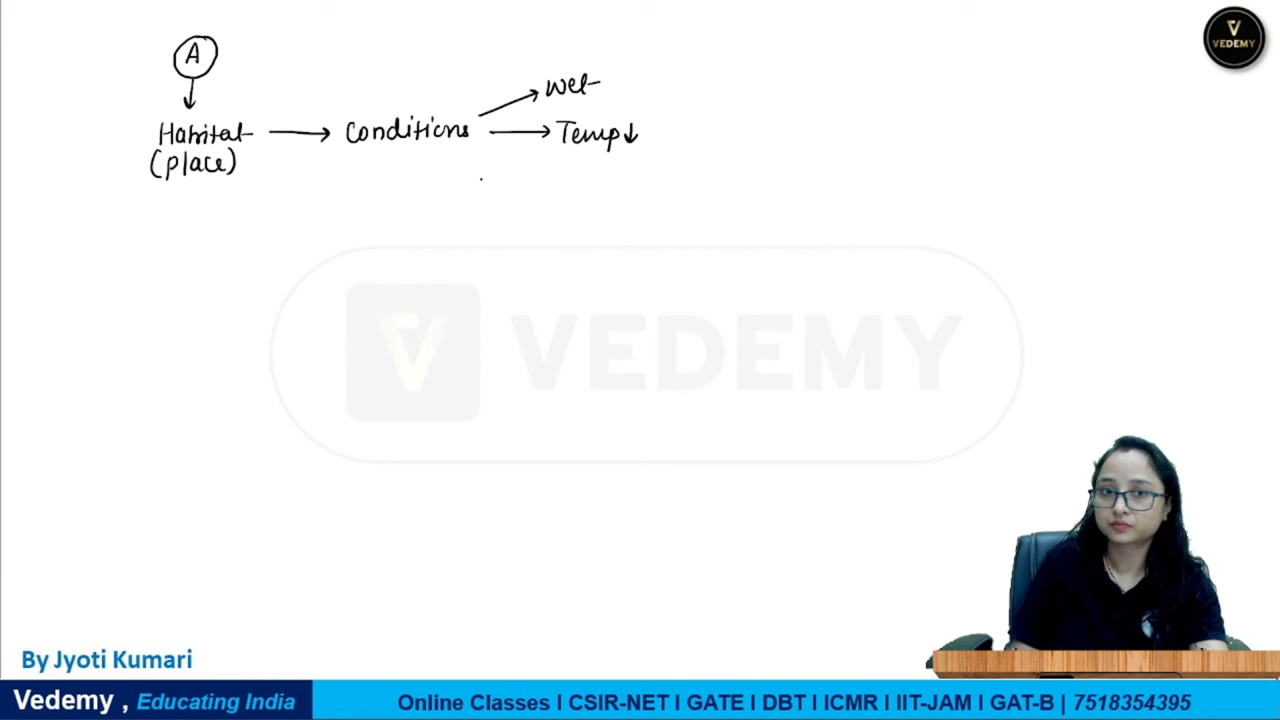 A
VEDEMY
wet
Habitat → Conditions → Temp↓
(place)
VEDEMY
By Jyoti Kumari
Vedemy , Educating India
Online Classes I CSIR-NET I GATE I DBT I ICMR I IIT-JAM I GAT-B | 7518354395